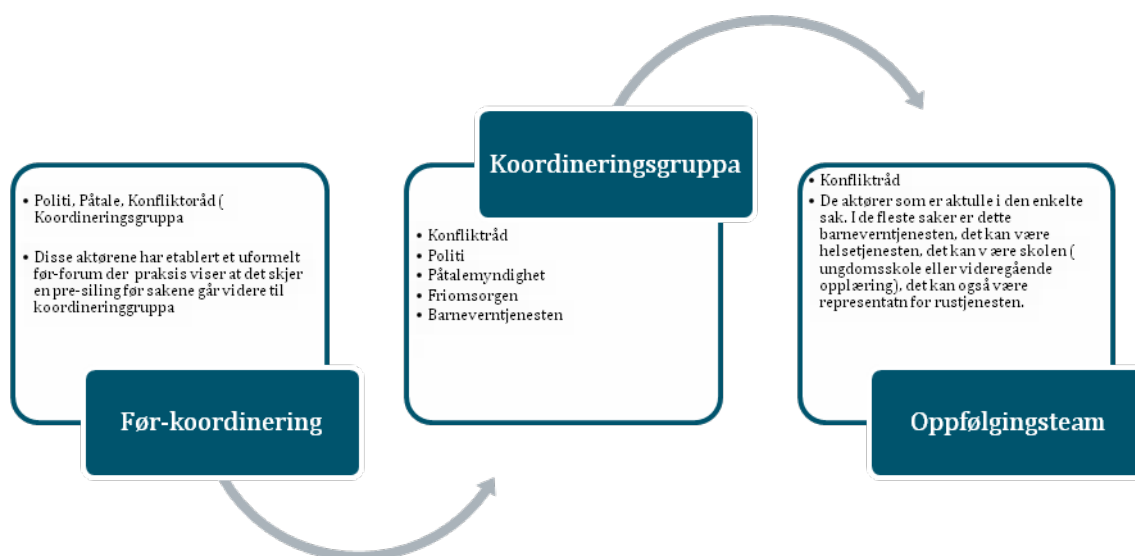 • Politi, Påtale, Konfliktoråd (
Koordineringsgruppa
• Disse aktørene har etablert et uformelt
før-forum der praksis viser at det skjer
en pre-siling før sakene går videre til
koordineringgruppa
Før-koordinering
Koordineringsgruppa
• Konfliktråd
• Politi
• Påtalemyndighet
• Friomsorgen
• Barneverntjenesten
• Konfliktråd
• De aktører som er aktulle i den enkelte
sak. I de fleste saker er dette
barneverntjenesten, det kan være
helsetjenesten, det kan v ære skolen (
ungdomsskole eller videregående
opplæring), det kan også være
representatn for rustjenesten.
Oppfølgingsteam